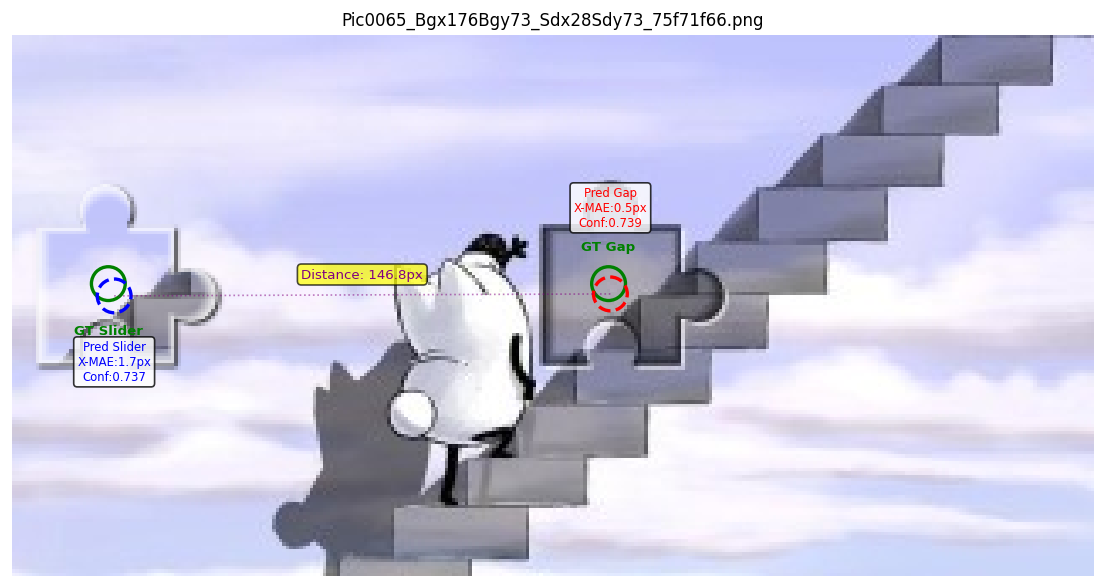 Pic0065_Bgx176Bgy73_Sdx28Sdy73_75f71f66.png
Pred Gap
X-MAE:0.5px
Conf:0.739
GT Gap
Distance: 146.8px
GT Slider
Pred Slider
X-MAE:1.7px
Conf:0.737